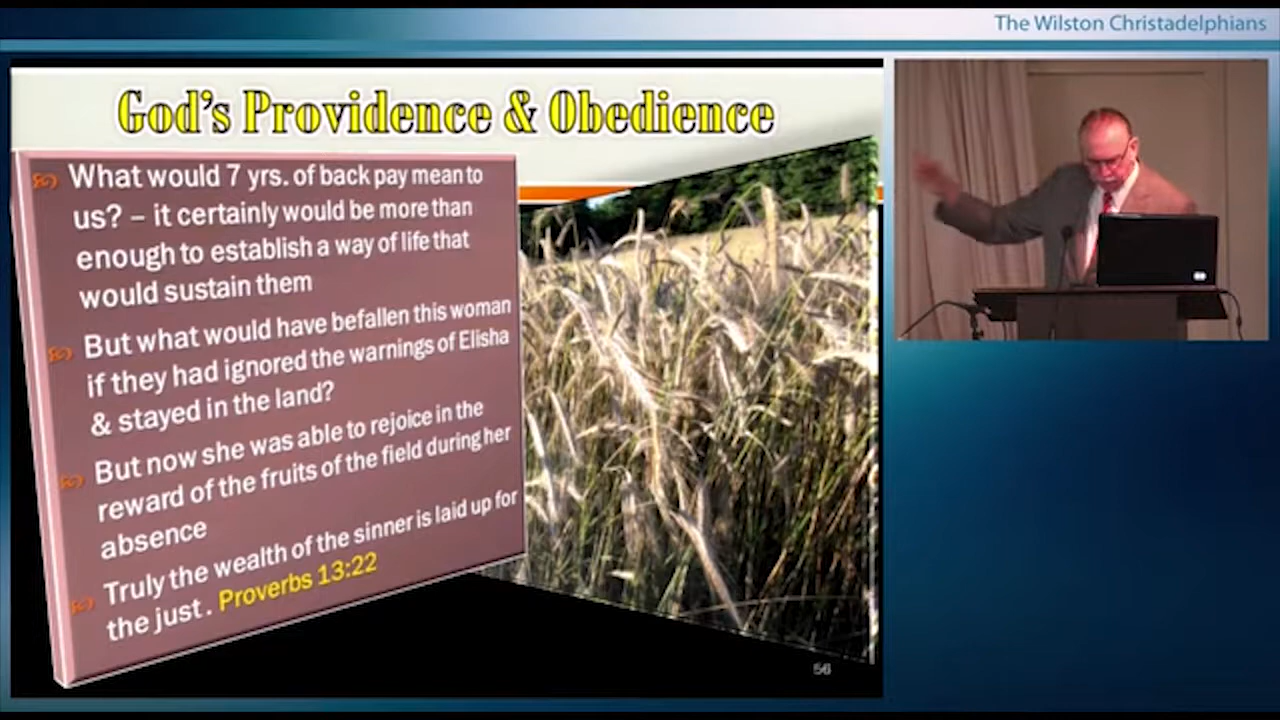 The Wilston Christadelphians
God's Providence & Obedience
What would 7 yrs. of back pay mean to
us? – it certainly would be more than
enough to establish a way of life that
would sustain them
But what would have befallen this woman
if they had ignored the warnings of Elisha
& stayed in the land?
But now she was able to rejoice in the
reward of the fruits of the field during her
absence
Truly the wealth of the sinner is laid up for
the just . Proverbs 13:22
56